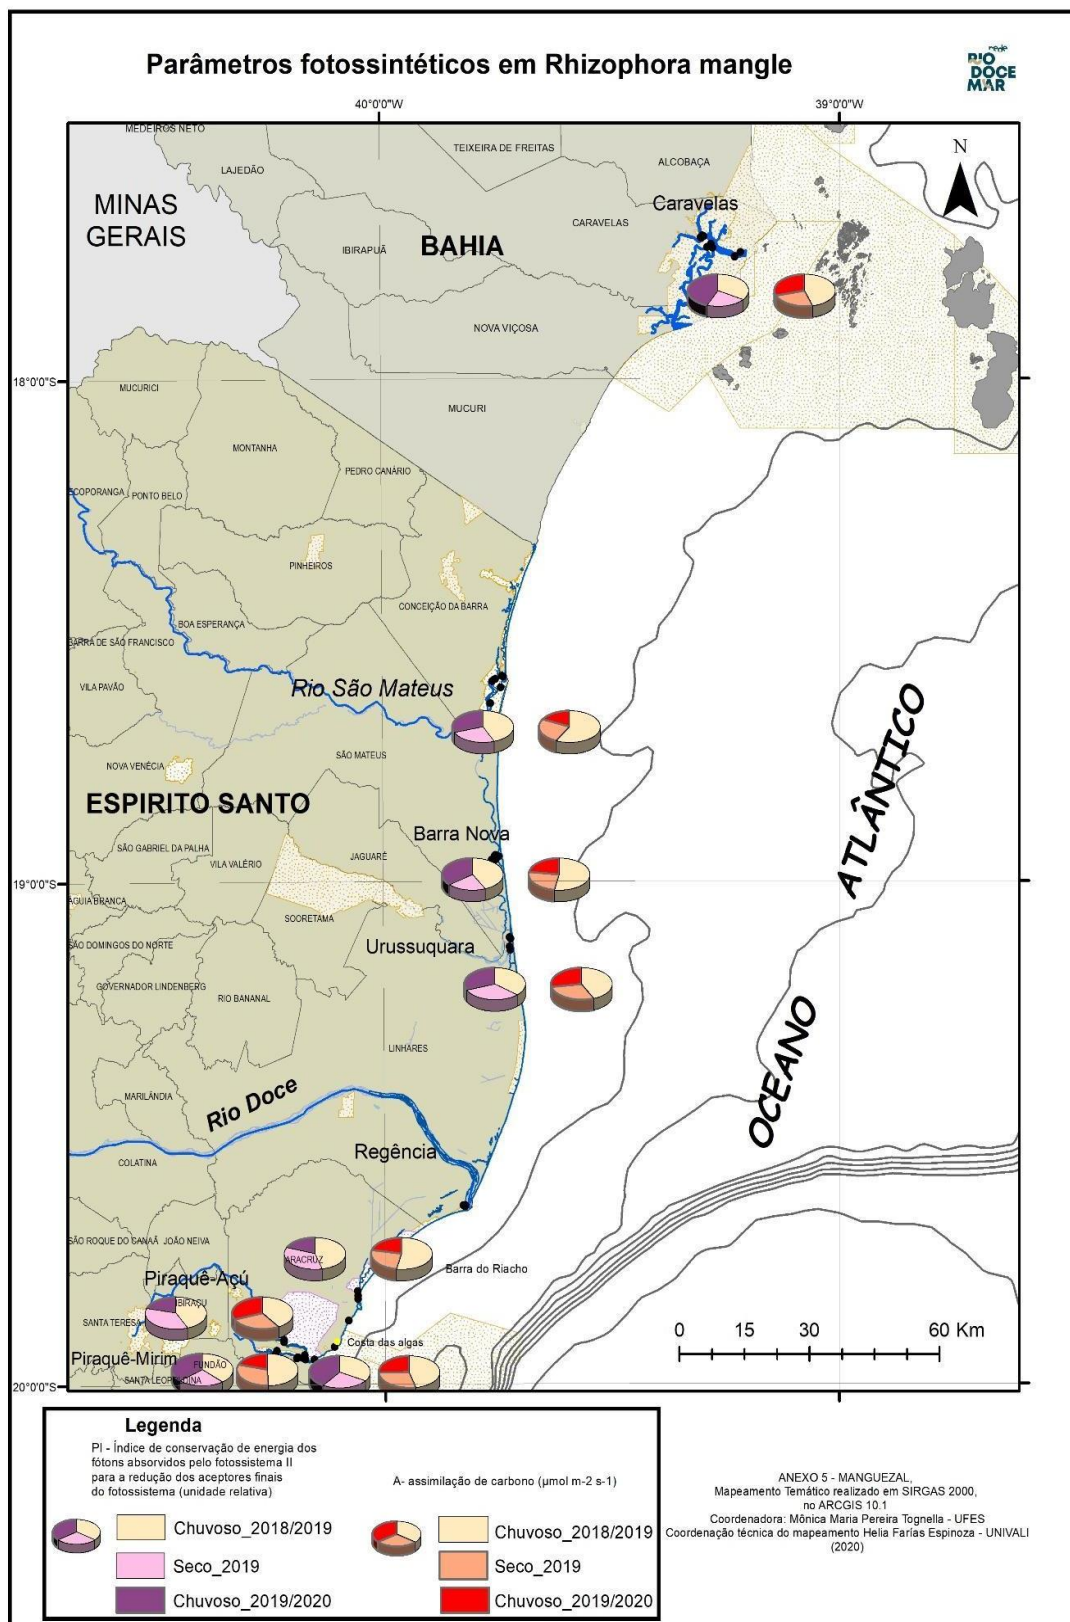 Parâmetros fotossintéticos em Rhizophora mangle
rede
RIO
DOCE
MAR
40°0'0"W
39°0'0"W
MEDEIROS NETO
TEIXEIRA DE FREITAS
ALCOBAÇA
LAJEDÃO
N
MINAS
GERAIS
Caravelas
CARAVELAS
BAHIA
IBIRAPUÃ
NOVA VIÇOSA
18°0'0"S
MUCURICI
MUCURI
MONTANHA
PEDRO CANÁRIO
ECOPORANGA
PONTO BELO
PINHEIROS
CONCEIÇÃO DA BARRA
BOA ESPERANÇA
BARRA DE SÃO FRANCISCO
VILA PAVÃO
Rio São Mateus
SÃO MATEUS
NOVA VENÉCIA
ESPIRITO SANTO
Barra Nova
SÃO GABRIEL DA PALHA
VILA VALÉRIO
JAGUARÉ
19°0'0"S
AGUIA BRANCA
SOORETAMA
SÃO DOMINGOS DO NORTE
Urussuquara
GOVERNADOR LINDENBERG
RIO BANANAL
OCEANO ATLÂNTICO
LINHARES
MARILÂNDIA
Rio Doce
COLATINA
Regência
SÃO ROQUE DO CANAÃ
JOÃO NEIVA
ARACRUZ
Barra do Riacho
Piraquê-Açú
IBIRAÇU
SANTA TERESA
Costa das algas
0 15 30 60 Km
Piraquê-Mirim
FUNDÃO
SANTA LEOPOLDINA
20°0'0"S
Legenda
PI - Índice de conservação de energia dos
fótons absorvidos pelo fotossistema II
para a redução dos aceptores finais
do fotossistema (unidade relativa)
Chuvoso_2018/2019
Seco_2019
Chuvoso_2019/2020
A- assimilação de carbono (µmol m-2 s-1)
Chuvoso_2018/2019
Seco_2019
Chuvoso_2019/2020
ANEXO 5 - MANGUEZAL,
Mapeamento Temático realizado em SIRGAS 2000,
no ARCGIS 10.1
Coordenadora: Mônica Maria Pereira Tognella - UFES
Coordenação técnica do mapeamento Helia Farías Espinoza - UNIVALI
(2020)